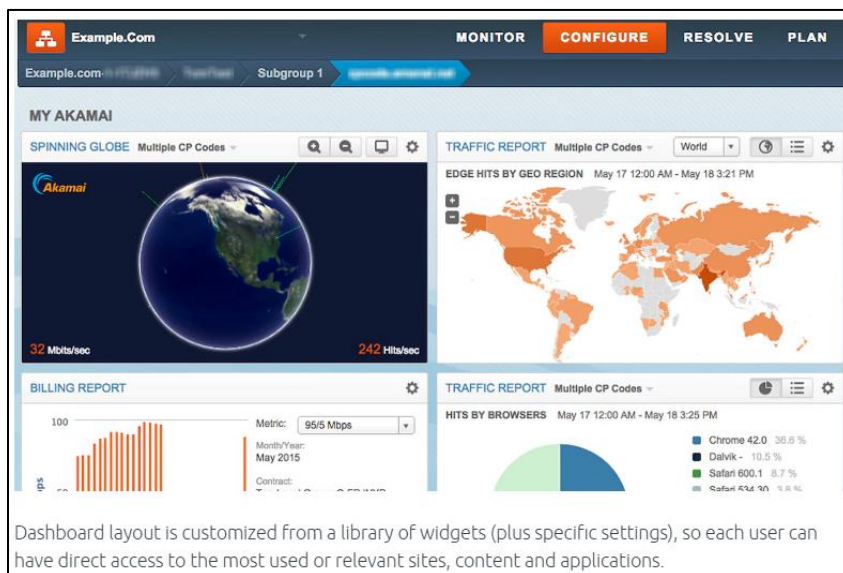 Example.Com
MONITOR CONFIGURE RESOLVE PLAN
Example.com-
Subgroup 1
MY AKAMAI
SPINNING GLOBE Multiple CP Codes
Akamai
32 Mbits/sec
242 Hits/sec
TRAFFIC REPORT Multiple CP Codes World
EDGE HITS BY GEO REGION May 17 12:00 AM - May 18 3:21 PM
+
-
BILLING REPORT
100
50
Metric: 95/5 Mbps
Month/Year:
May 2015
Contract:
TRAFFIC REPORT Multiple CP Codes
HITS BY BROWSERS May 17 12:00 AM - May 18 3:25 PM
Chrome 42.0 36.6 %
Dalvik - 10.5 %
Safari 600.1 8.7 %
Safari 534.30 3.8 %
Dashboard layout is customized from a library of widgets (plus specific settings), so each user can
have direct access to the most used or relevant sites, content and applications.